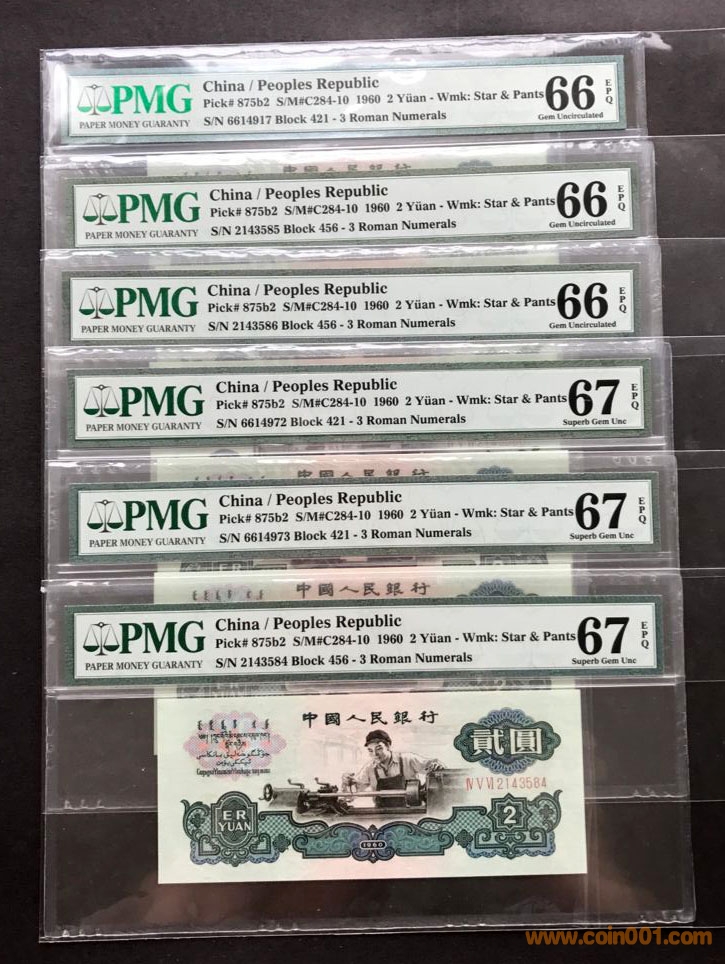 PMG
PAPER MONEY GUARANTY
China / Peoples Republic
Pick# 875b2 S/M#C284-10 1960 2 Yüan - Wmk: Star & Pants
S/N 6614917 Block 421 - 3 Roman Numerals
66
EPQ
Gem Uncirculated
PMG
PAPER MONEY GUARANTY
China / Peoples Republic
Pick# 875b2 S/M#C284-10 1960 2 Yüan - Wmk: Star & Pants
S/N 2143585 Block 456 - 3 Roman Numerals
66
EPQ
Gem Uncirculated
PMG
PAPER MONEY GUARANTY
China / Peoples Republic
Pick# 875b2 S/M#C284-10 1960 2 Yüan - Wmk: Star & Pants
S/N 2143586 Block 456 - 3 Roman Numerals
66
EPQ
Gem Uncirculated
PMG
PAPER MONEY GUARANTY
China / Peoples Republic
Pick# 875b2 S/M#C284-10 1960 2 Yüan - Wmk: Star & Pants
S/N 6614972 Block 421 - 3 Roman Numerals
67
EPQ
Superb Gem Unc
PMG
PAPER MONEY GUARANTY
China / Peoples Republic
Pick# 875b2 S/M#C284-10 1960 2 Yüan - Wmk: Star & Pants
S/N 6614973 Block 421 - 3 Roman Numerals
67
EPQ
Superb Gem Unc
中國人民銀行
PMG
PAPER MONEY GUARANTY
China / Peoples Republic
Pick# 875b2 S/M#C284-10 1960 2 Yüan - Wmk: Star & Pants
S/N 2143584 Block 456 - 3 Roman Numerals
67
EPQ
Superb Gem Unc
中國人民銀行
貳圓
ⅣⅤⅥ2143584
ER
YUAN
1960
2
www.coin001.com